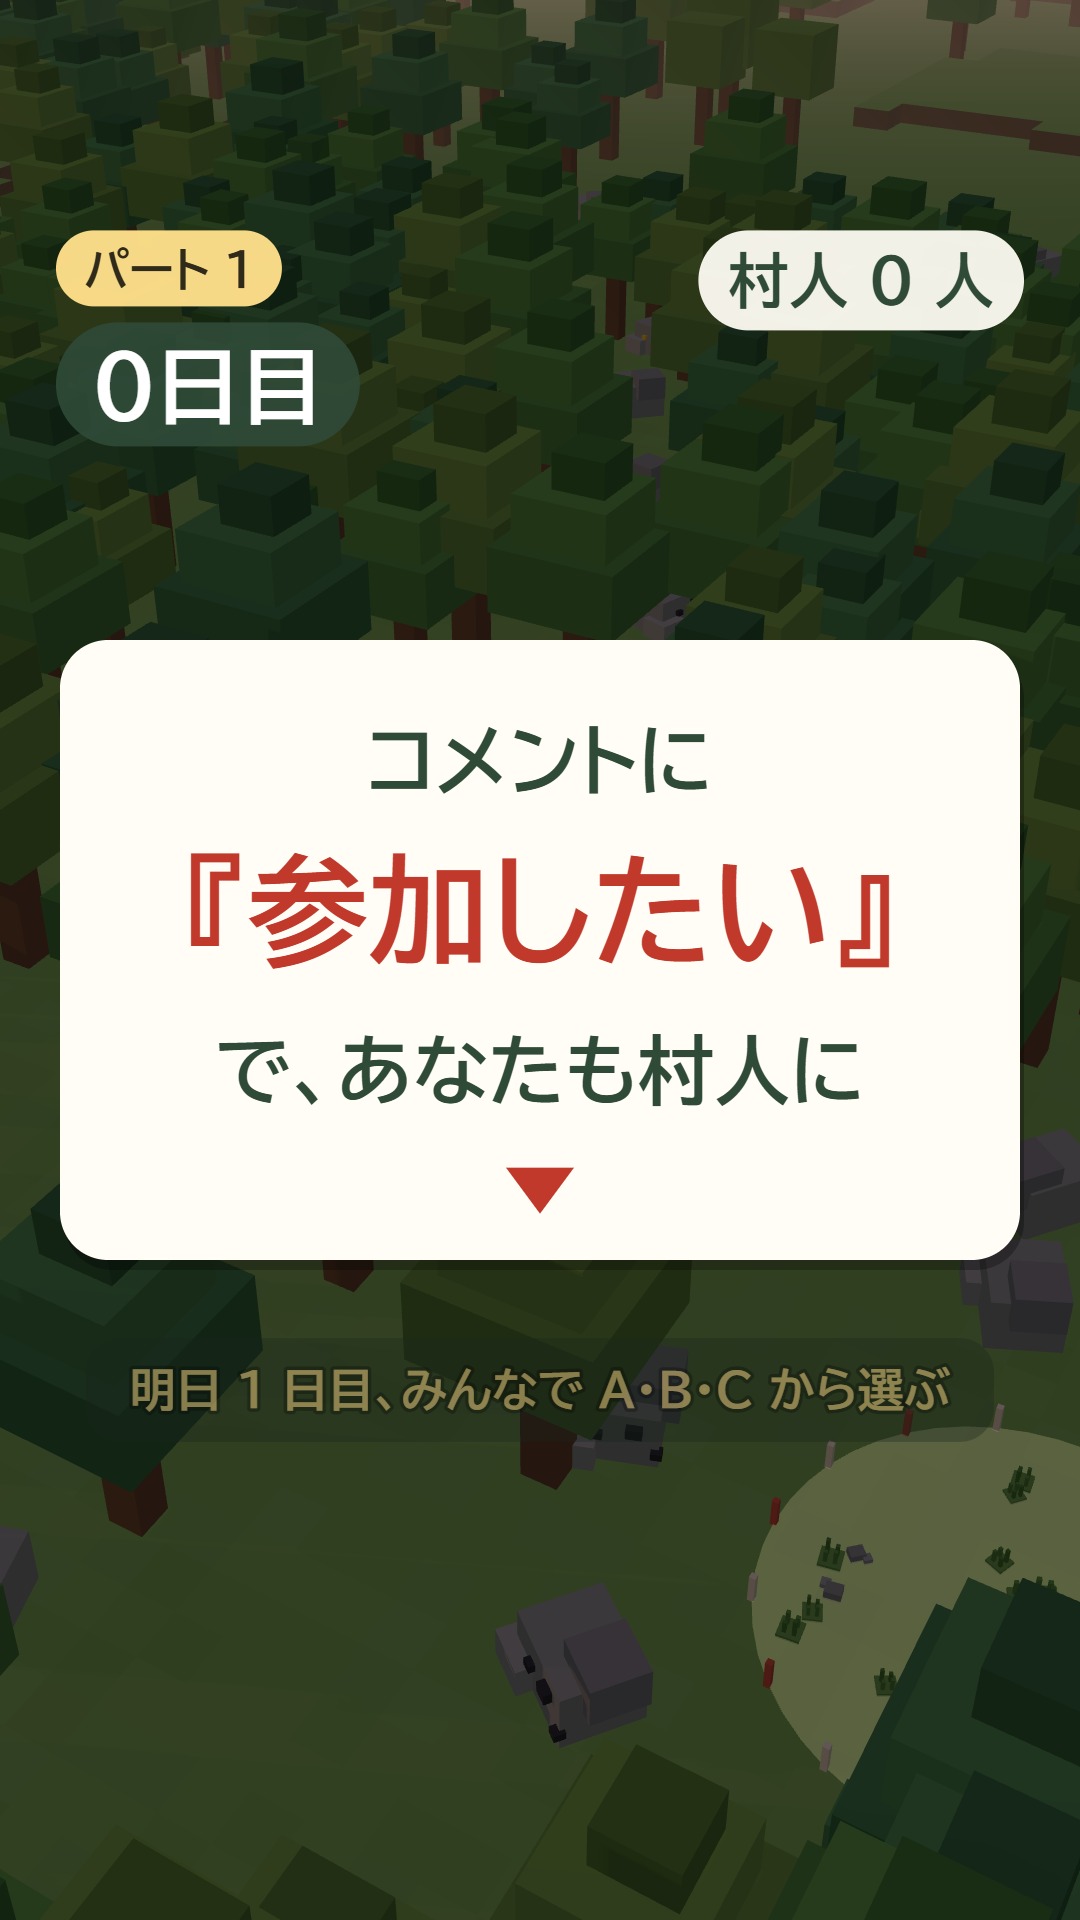 パート 1
村人 0 人
0日目
コメントに
『参加したい』
で、あなたも村人に
明日 1 日目、みんなで A・B・C から選ぶ